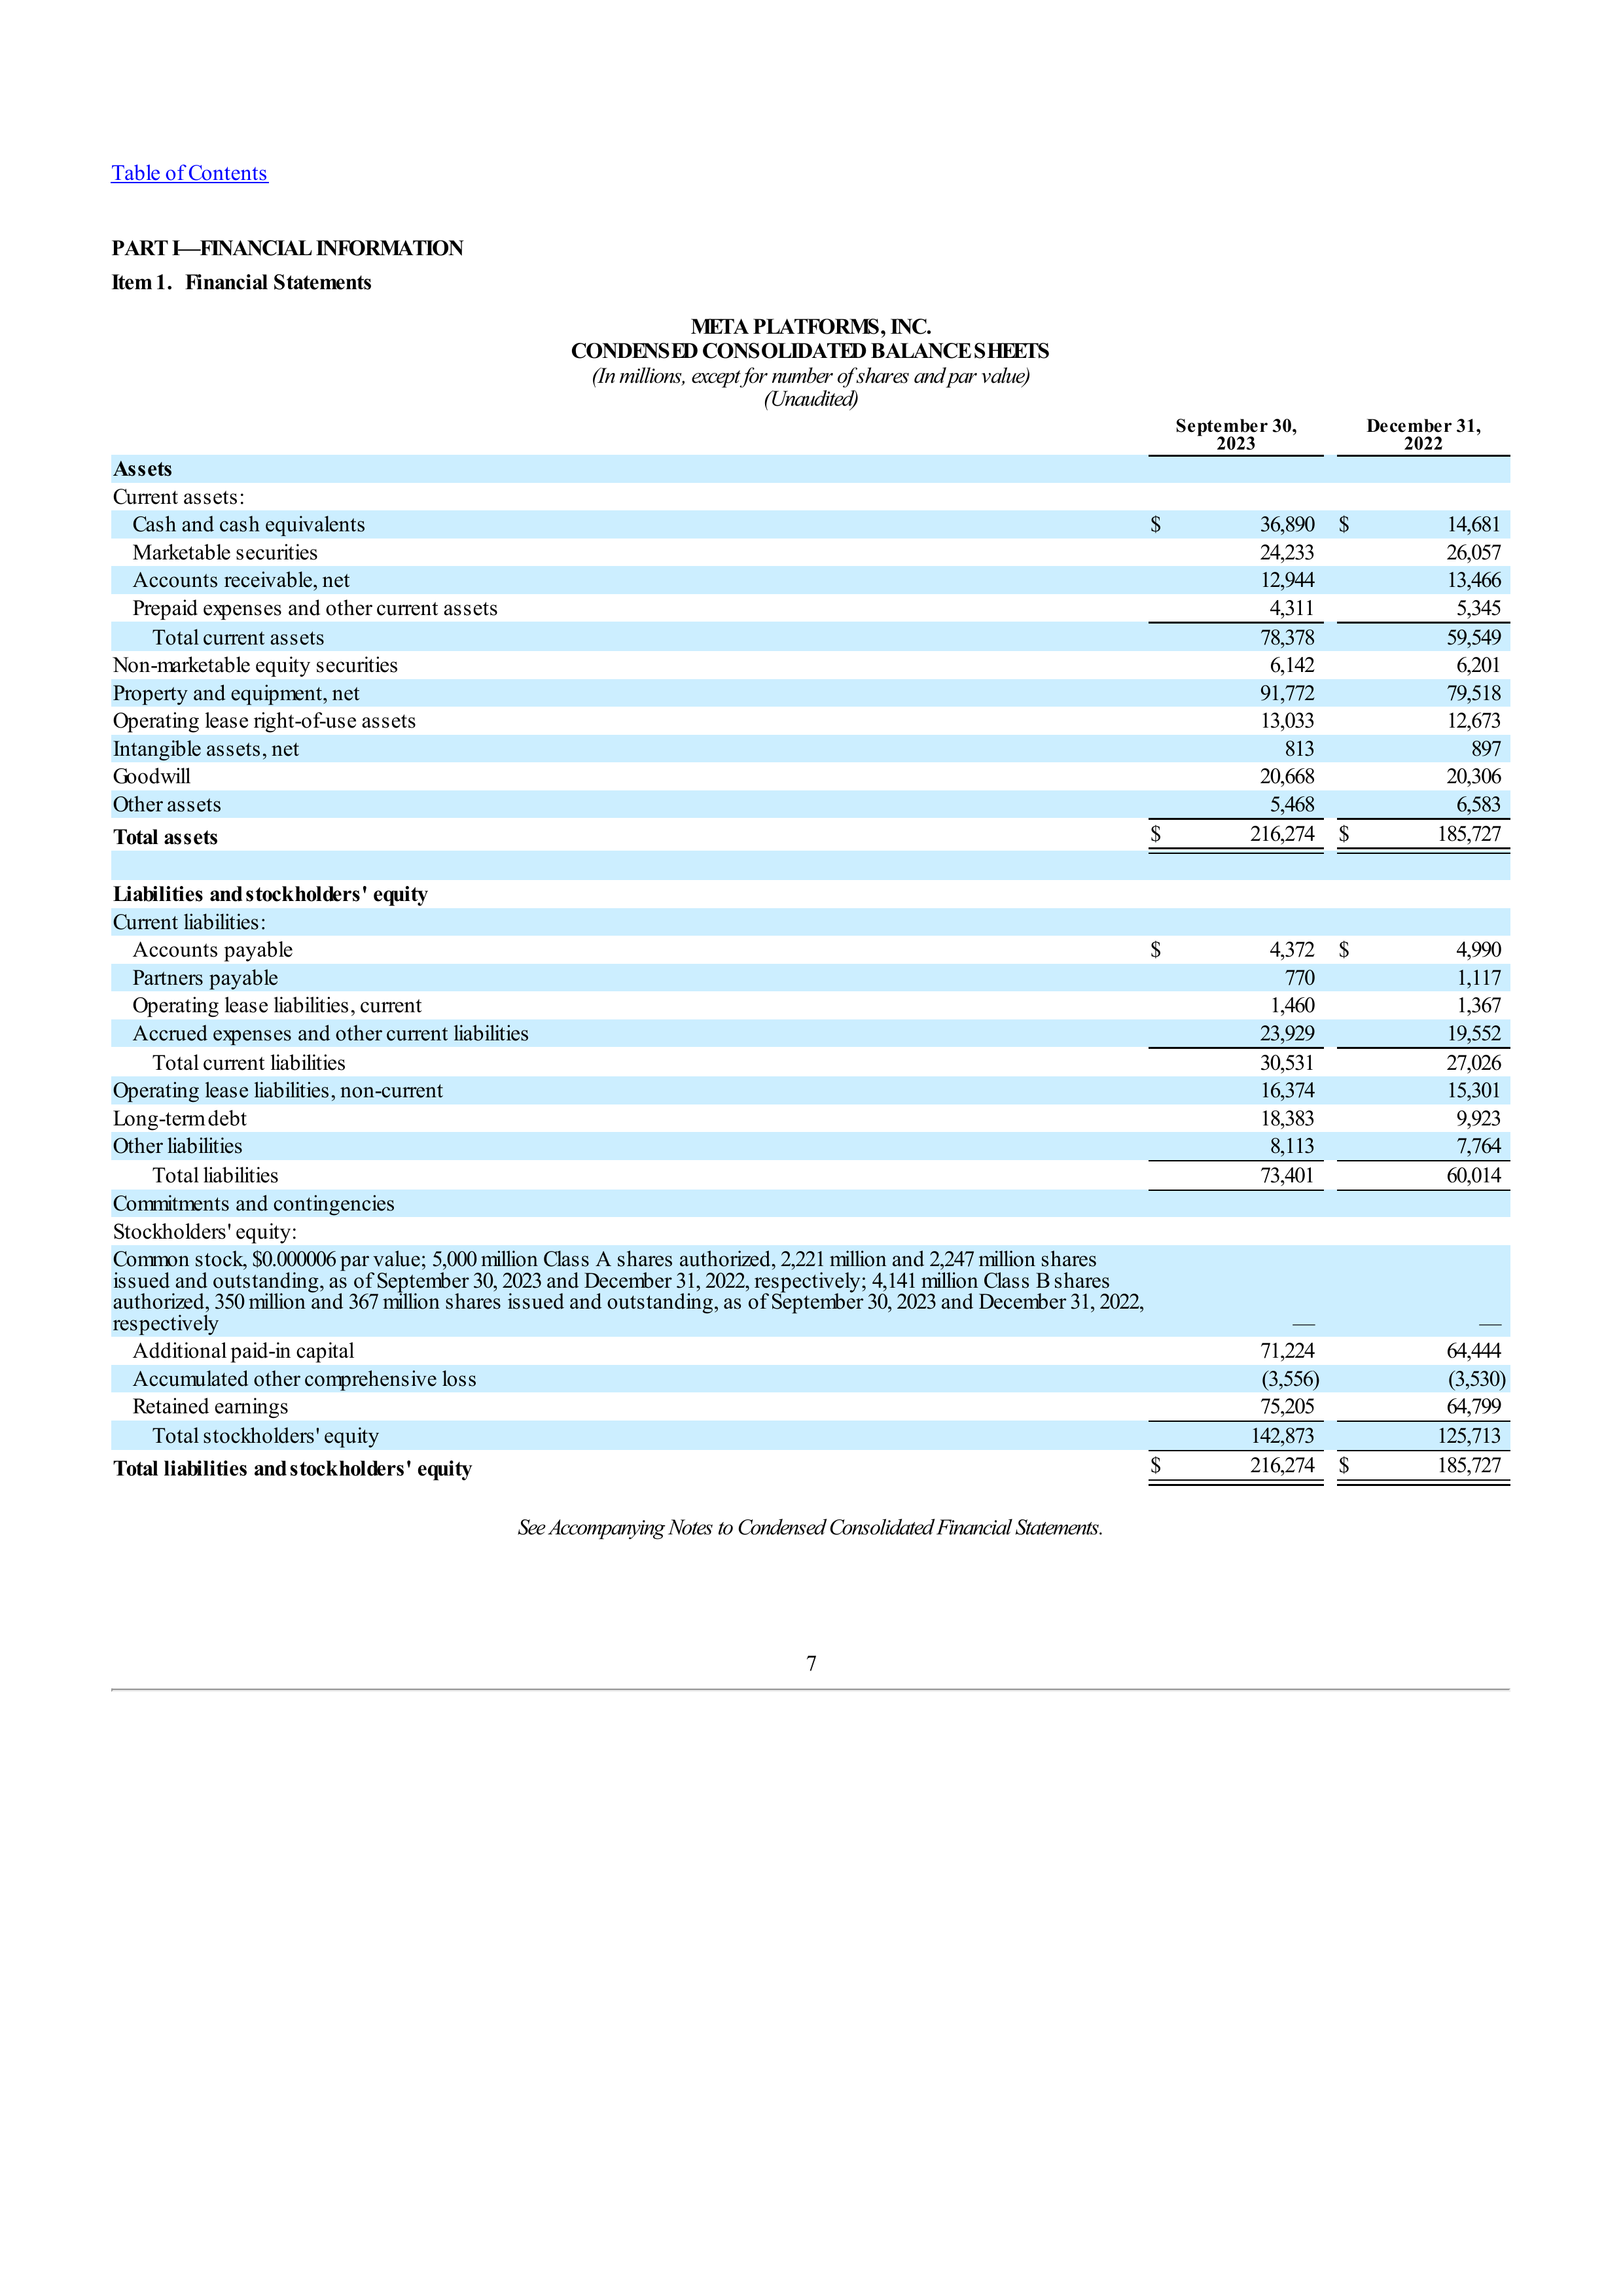 Table of Contents
PART I—FINANCIAL INFORMATION
Item 1. Financial Statements
META PLATFORMS, INC.
CONDENSED CONSOLIDATED BALANCE SHEETS
(In millions, except for number of shares and par value)
(Unaudited)
September 30, 2023 December 31, 2022
Assets
Current assets:
Cash and cash equivalents $ 36,890 $ 14,681
Marketable securities 24,233 26,057
Accounts receivable, net 12,944 13,466
Prepaid expenses and other current assets 4,311 5,345
Total current assets 78,378 59,549
Non-marketable equity securities 6,142 6,201
Property and equipment, net 91,772 79,518
Operating lease right-of-use assets 13,033 12,673
Intangible assets, net 813 897
Goodwill 20,668 20,306
Other assets 5,468 6,583
Total assets $ 216,274 $ 185,727
Liabilities and stockholders' equity
Current liabilities:
Accounts payable $ 4,372 $ 4,990
Partners payable 770 1,117
Operating lease liabilities, current 1,460 1,367
Accrued expenses and other current liabilities 23,929 19,552
Total current liabilities 30,531 27,026
Operating lease liabilities, non-current 16,374 15,301
Long-term debt 18,383 9,923
Other liabilities 8,113 7,764
Total liabilities 73,401 60,014
Commitments and contingencies
Stockholders' equity:
Common stock, $0.000006 par value; 5,000 million Class A shares authorized, 2,221 million and 2,247 million shares
issued and outstanding, as of September 30, 2023 and December 31, 2022, respectively; 4,141 million Class B shares
authorized, 350 million and 367 million shares issued and outstanding, as of September 30, 2023 and December 31, 2022,
respectively — —
Additional paid-in capital 71,224 64,444
Accumulated other comprehensive loss (3,556) (3,530)
Retained earnings 75,205 64,799
Total stockholders' equity 142,873 125,713
Total liabilities and stockholders' equity $ 216,274 $ 185,727
See Accompanying Notes to Condensed Consolidated Financial Statements.
7